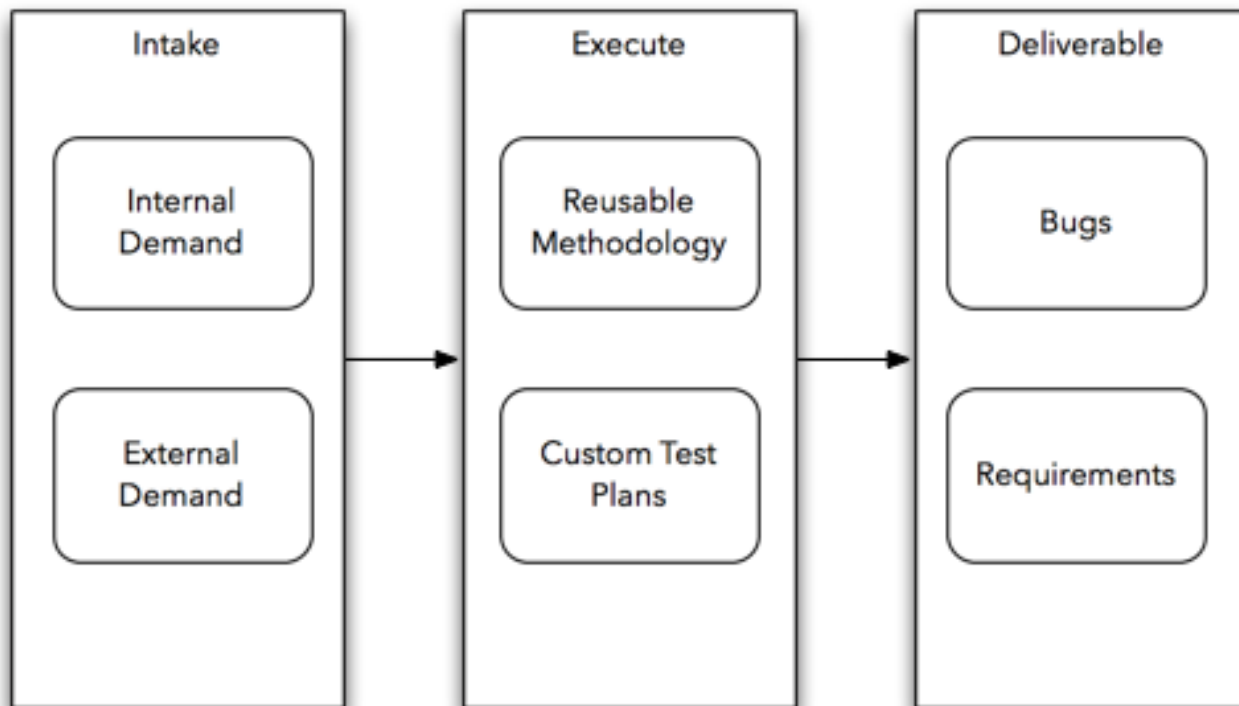 Intake
Internal
Demand
External
Demand
Execute
Reusable
Methodology
Custom Test
Plans
Deliverable
Bugs
Requirements